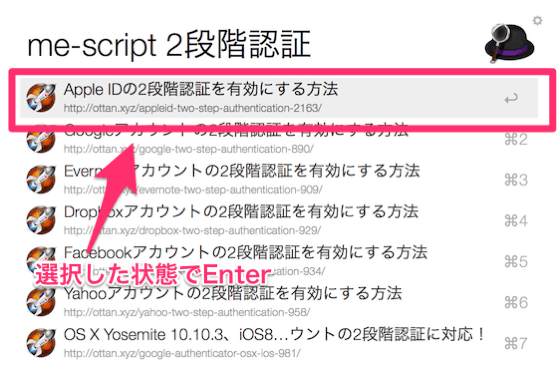 me-script 2段階認証
Apple IDの2段階認証を有効にする方法
http://ottan.xyz/appleid-two-step-authentication-2163/
Googleアカウントの2段階認証を有効にする方法
http://ottan.xyz/google-two-step-authentication-890/
⌘2
Evernoteアカウントの2段階認証を有効にする方法
http://ottan.xyz/evernote-two-step-authentication-909/
⌘3
Dropboxアカウントの2段階認証を有効にする方法
http://ottan.xyz/dropbox-two-step-authentication-929/
⌘4
Facebookアカウントの2段階認証を有効にする方法
-authentication-934/
⌘5
選択した状態でEnter
Yahooアカウントの2段階認証を有効にする方法
http://ottan.xyz/yahoo-two-step-authentication-958/
⌘6
OS X Yosemite 10.10.3、iOS8...ウントの2段階認証に対応！
http://ottan.xyz/google-authenticator-osx-ios-981/
⌘7